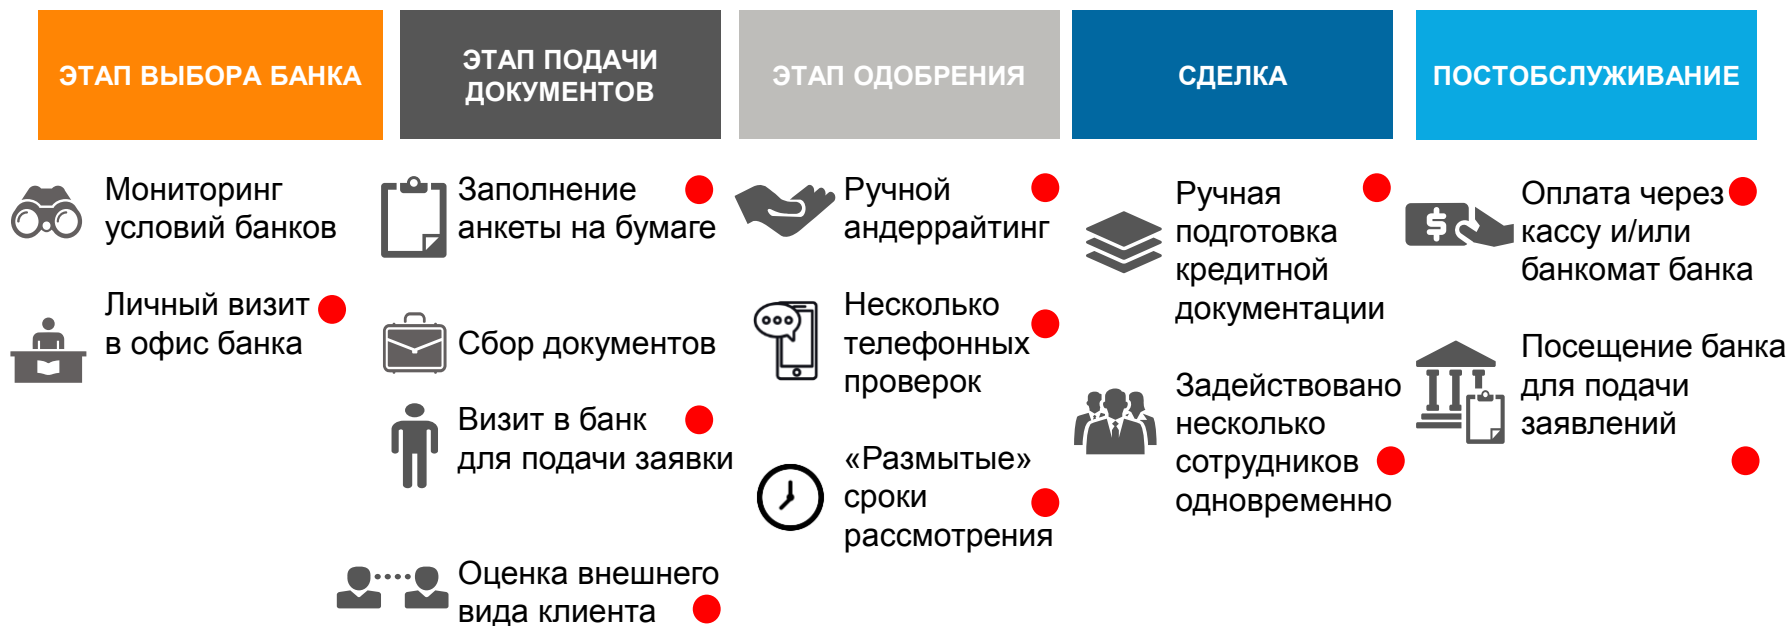 ЭТАП ВЫБОРА БАНКА
ЭТАП ПОДАЧИ
ДОКУМЕНТОВ
ЭТАП ОДОБРЕНИЯ
СДЕЛКА
ПОСТОБСЛУЖИВАНИЕ
Мониторинг
условий банков
Личный визит
в офис банка
Заполнение
анкеты на бумаге
Сбор документов
Визит в банк
для подачи заявки
Оценка внешнего
вида клиента
Ручной
андеррайтинг
Несколько
телефонных
проверок
«Размытые»
сроки
рассмотрения
Ручная
подготовка
кредитной
документации
Задействовано
несколько
сотрудников
одновременно
Оплата через
кассу и/или
банкомат банка
Посещение банка
для подачи
заявлений